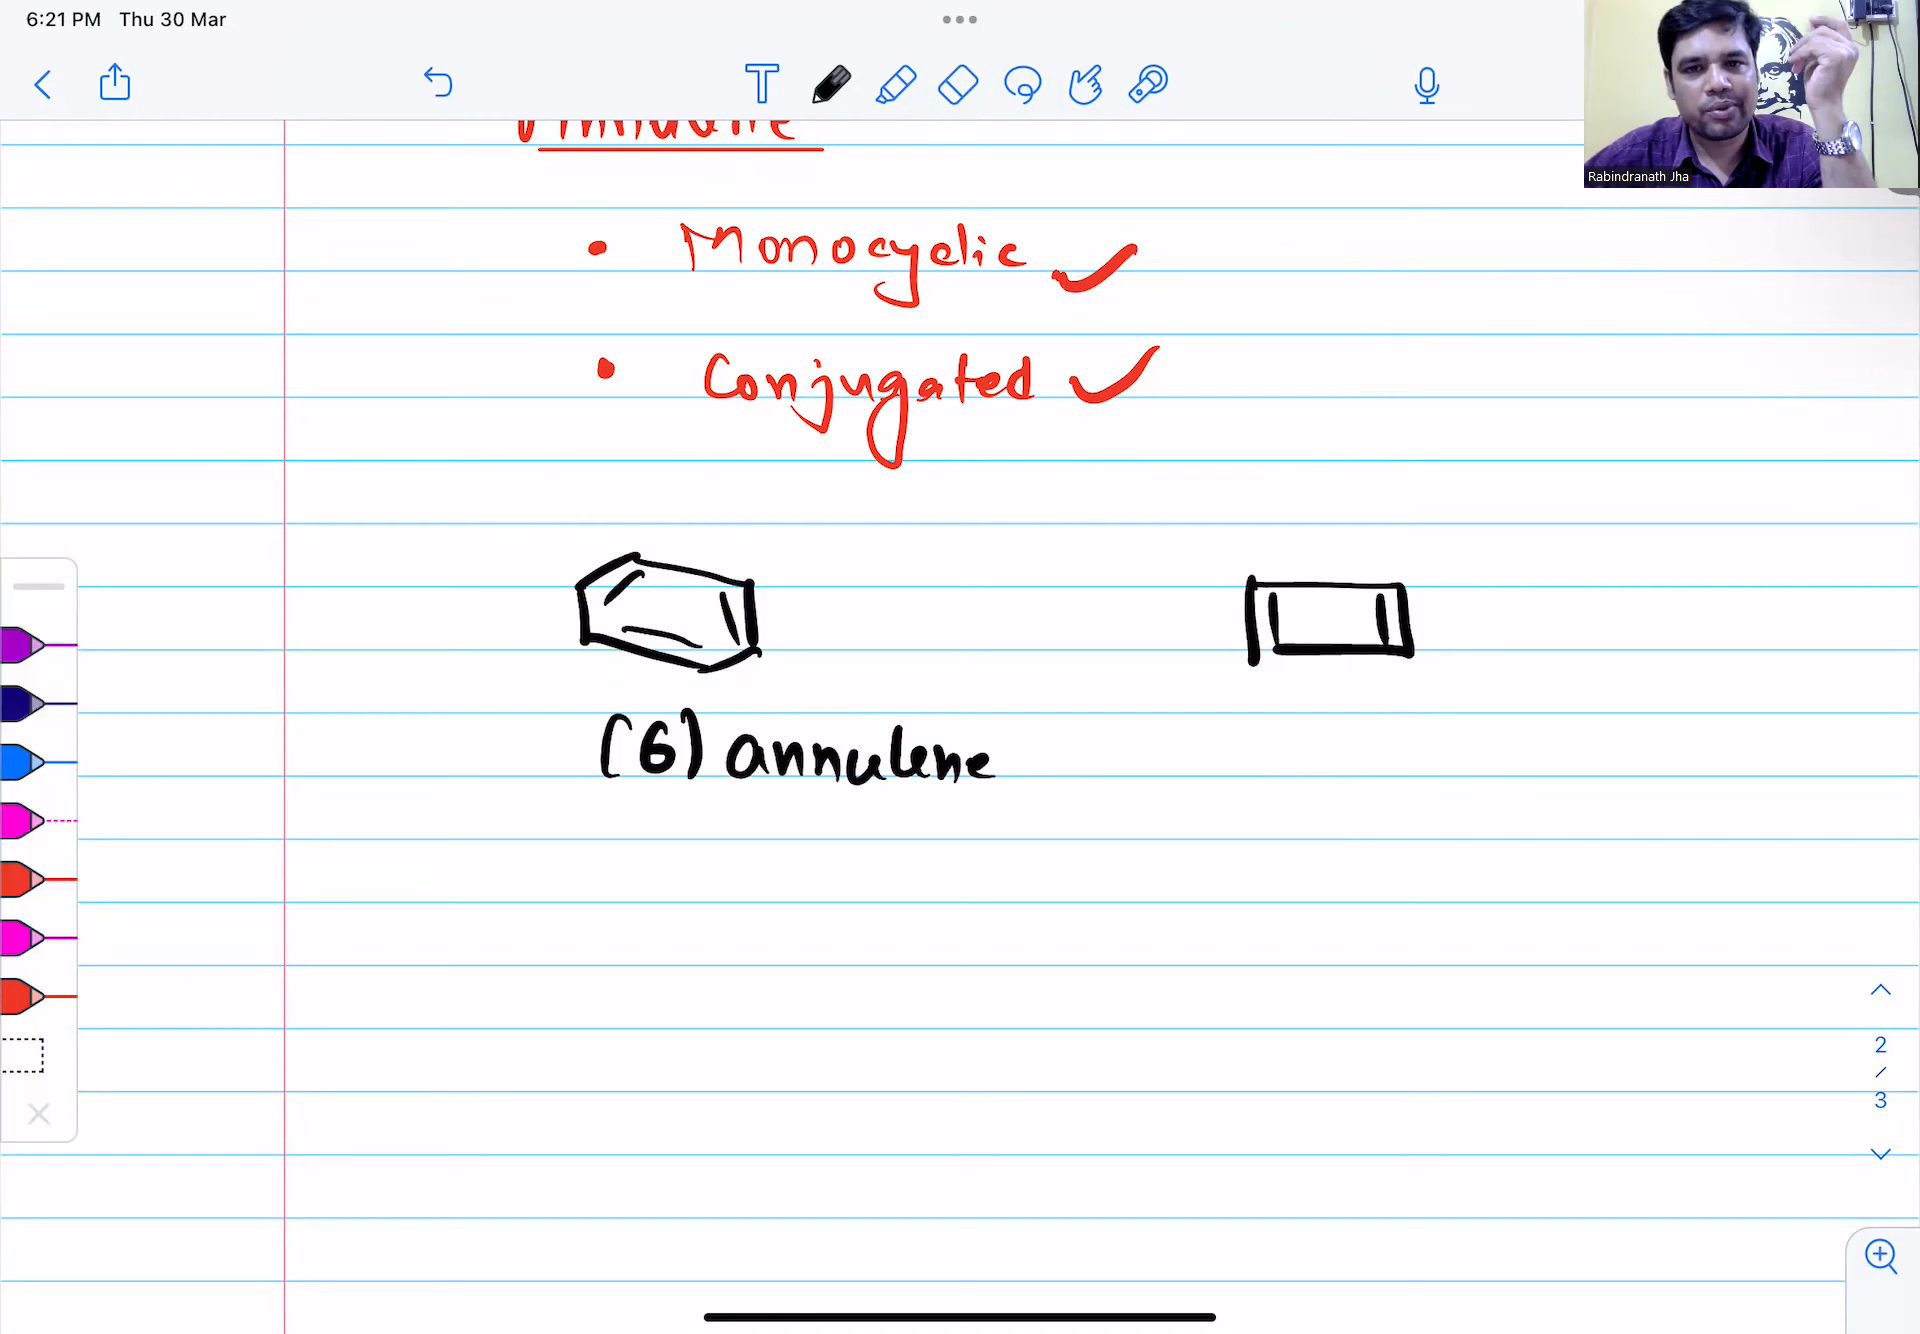 6:21 PM Thu 30 Mar
Rabindranath Jha
• Monocyclic
• Conjugated
(6) annulene
2
/
3